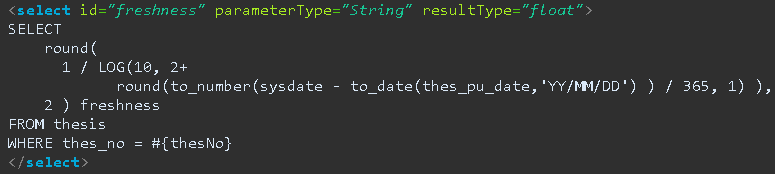 <select id="freshness" parameterType="String" resultType="float">
SELECT
    round(
      1 / LOG(10, 2+
            round(to_number(sysdate - to_date(thes_pu_date,'YY/MM/DD') ) / 365, 1) ),
    2 ) freshness
FROM thesis
WHERE thes_no = #{thesNo}
</select>